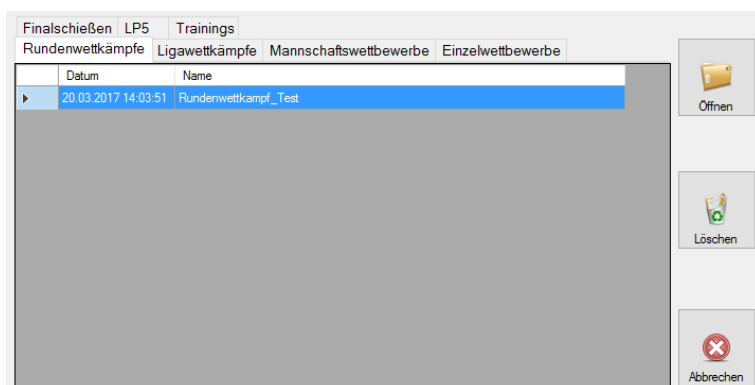 Finalschießen LP5 Trainings
Rundenwettkämpfe Ligawettkämpfe Mannschaftswettbewerbe Einzelwettbewerbe
Datum Name
20.03.2017 14:03:51 Rundenwettkampf_Test
Öffnen
Löschen
Abbrechen